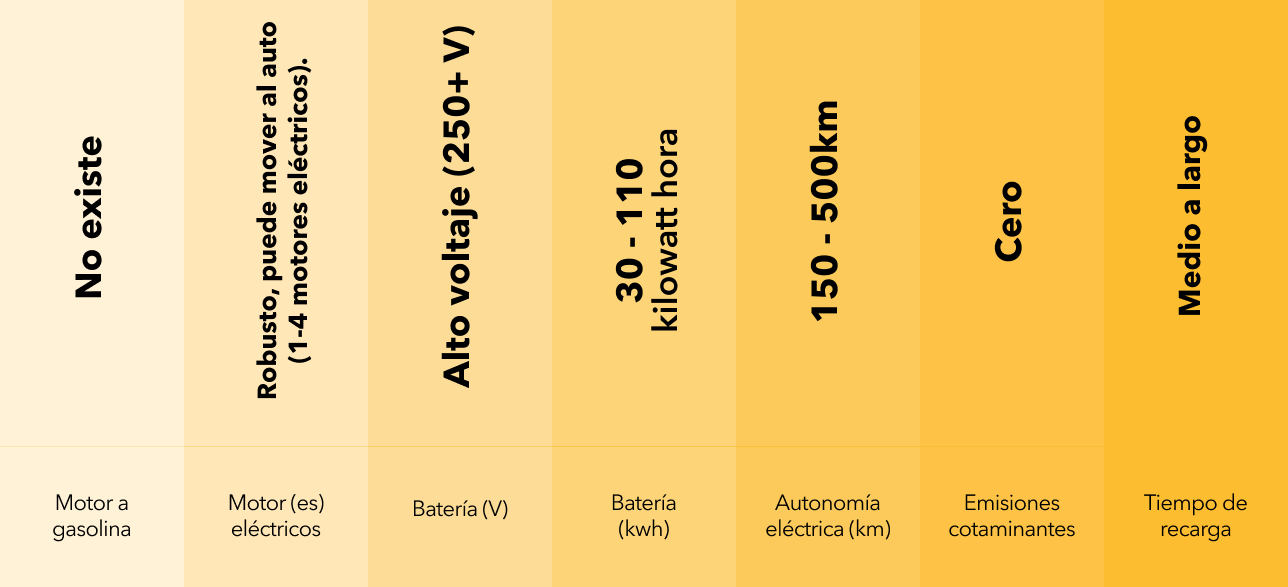 No existe
Robusto, puede mover al auto
(1-4 motores eléctricos).
Alto voltaje (250+ V)
30 - 110
kilowatt hora
150 - 500km
Cero
Medio a largo
Motor a
gasolina
Motor (es)
eléctricos
Batería (V)
Batería
(kwh)
Autonomía
eléctrica (km)
Emisiones
cotaminantes
Tiempo de
recarga